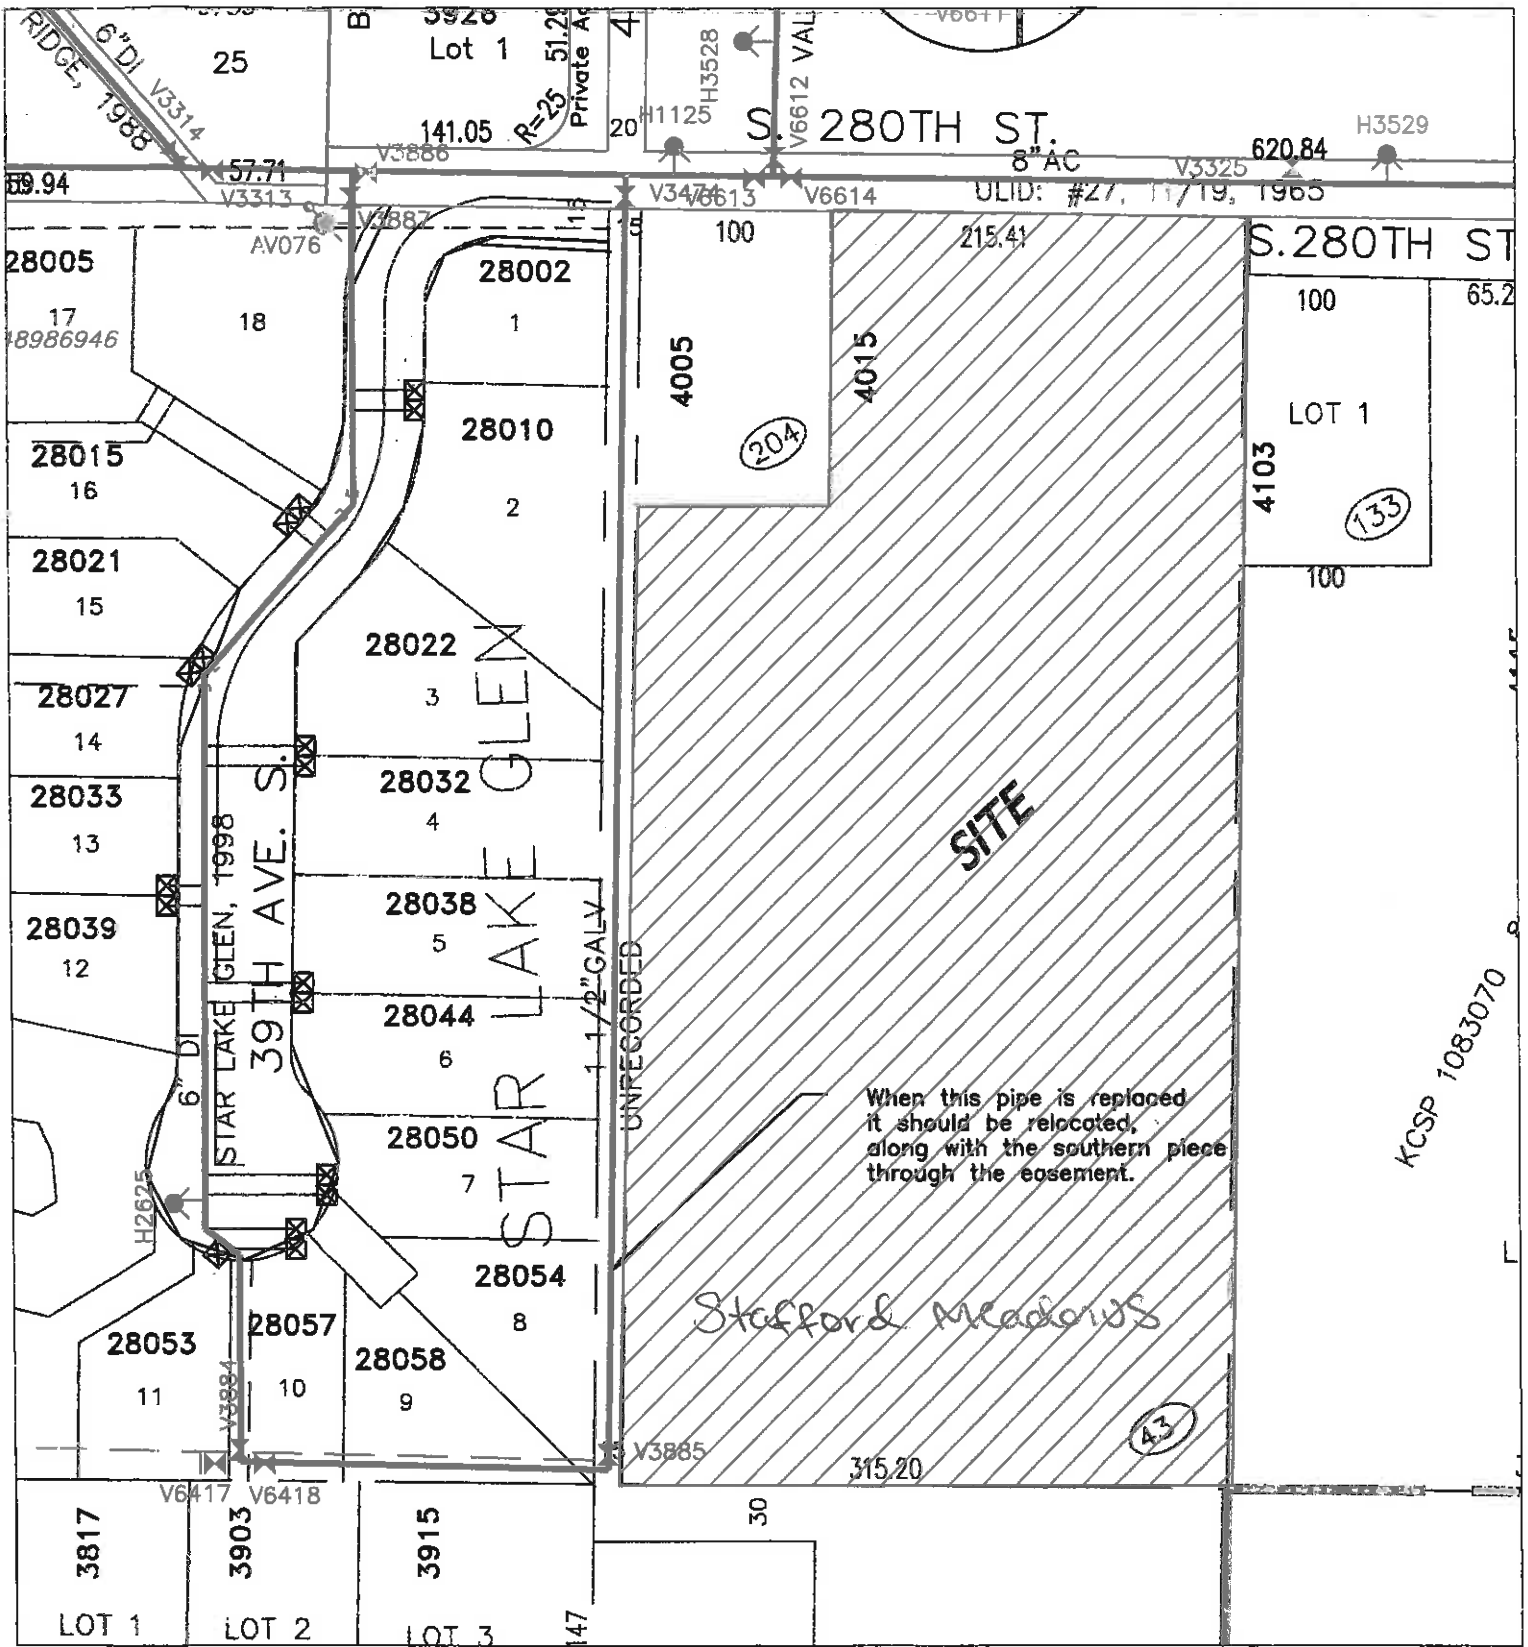 B
3928
Lot 1
51.29
Private
4
V6611
6"DI
RIDGE, 1988
V3314
25
H3528
V6612 VAL
141.05
R=25
20
H1125
S. 280TH ST.
H3529
V3886
8"AC
V3325
620.84
57.71
V3313
V3887
V3474
V6613
V6614
ULID: #27, 11/19, 1965
AV076
15
15
100
215.41
S.280TH ST
28005
17
18986946
18
28002
1
4005
4015
100
65.2
LOT 1
28010
2
204
4103
133
100
28015
16
28021
15
28022
3
28027
14
28032
4
28033
13
28038
5
28039
12
28044
6
28050
7
28054
8
SITE
STAR LAKE GLEN
STAR LAKE GLEN, 1998
39TH AVE. S.
6" DI
1 1/2"GALV
UNRECORDED
KCSP 1083070
When this pipe is replaced
it should be relocated,
along with the southern piece
through the easement.
H2625
Stafford Meadows
28053
11
28057
10
28058
9
V3884
43
V3885
315.20
V6417
V6418
30
3817
LOT 1
3903
LOT 2
3915
LOT 3
147